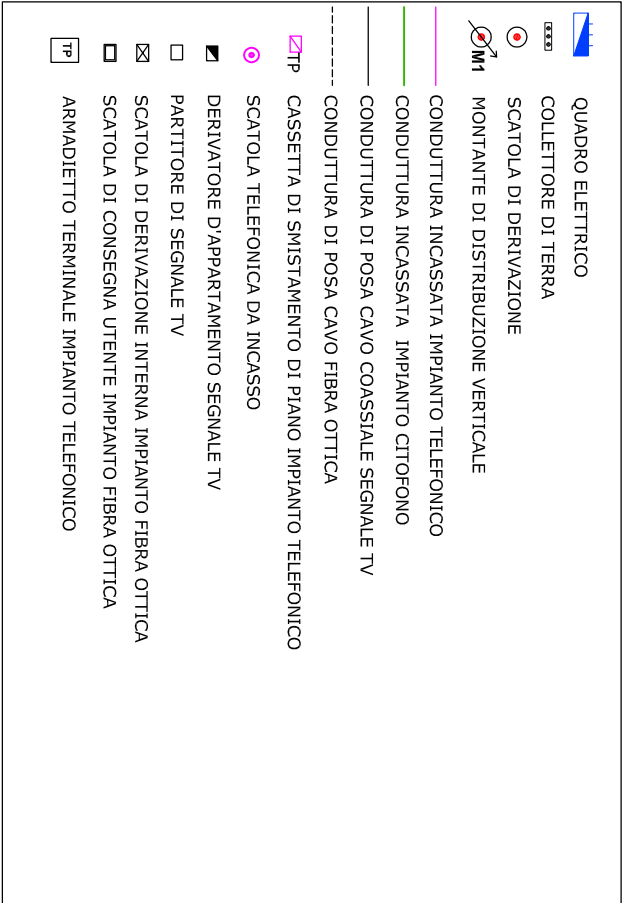 QUADRO ELETTRICO
COLLETTORE DI TERRA
SCATOLA DI DERIVAZIONE
M1 MONTANTE DI DISTRIBUZIONE VERTICALE
CONDUTTURA INCASSATA IMPIANTO TELEFONICO
CONDUTTURA INCASSATA IMPIANTO CITOFONO
CONDUTTURA DI POSA CAVO COASSIALE SEGNALE TV
CONDUTTURA DI POSA CAVO FIBRA OTTICA
TP CASSETTA DI SMISTAMENTO DI PIANO IMPIANTO TELEFONICO
SCATOLA TELEFONICA DA INCASSO
DERIVATORE D'APPARTAMENTO SEGNALE TV
PARTITORE DI SEGNALE TV
SCATOLA DI DERIVAZIONE INTERNA IMPIANTO FIBRA OTTICA
SCATOLA DI CONSEGNA UTENTE IMPIANTO FIBRA OTTICA
TP ARMADIETTO TERMINALE IMPIANTO TELEFONICO